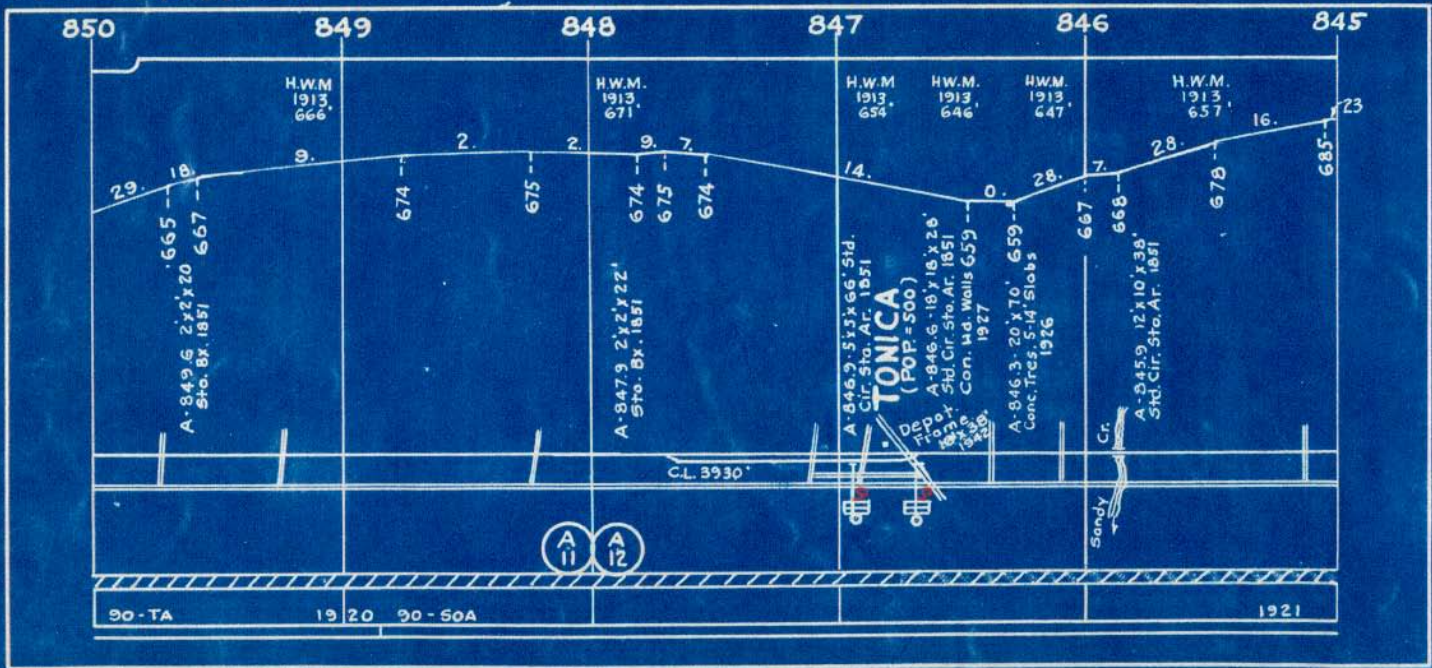 850 849 848 847 846 845
H.W.M.
1913
666'
H.W.M.
1913
671'
H.W.M
1913
654'
H.W.M.
1913
646'
H.W.M.
1913
647'
H.W.M.
1913
657'
29. 18. 9. 2. 2. 9. 7. 14. 0. 28. 7. 28. 16. 23
665
667
674
675
674
675
674
659
659
667
668
678
685
A-849.6 2'x2'x20'
Sto. Bx. 1851
A-847.9 2'x2'x22'
Sto. Bx. 1851
A-846.9-5'x5'x66' Std.
Cir. Sto. Ar. 1851
TONICA
(POP.=500)
A-846.6-18'x18'x28'
Std. Cir. Sto. Ar. 1851
Con. Hd. Walls
1927
A-846.3-20'x70'
Conc. Tres. 5-14' Slabs
1926
A-845.9 12'x10'x38'
Std. Cir. Sto. Ar. 1851
Depot
Frame
1942
C.L. 3930'
Sandy Cr.
A
11
A
12
90-TA 1920 90-SOA 1921